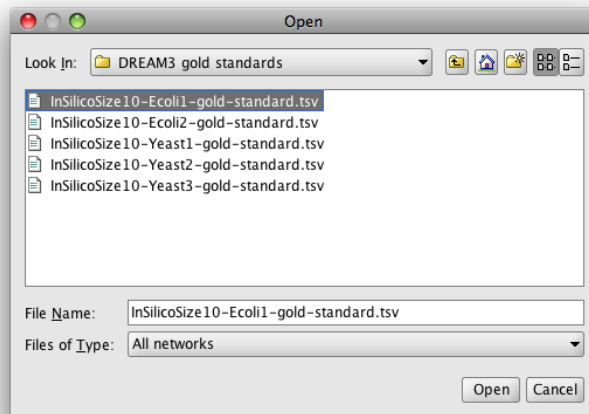 Open
Look In: DREAM3 gold standards
InSilicoSize10-Ecoli1-gold-standard.tsv
InSilicoSize10-Ecoli2-gold-standard.tsv
InSilicoSize10-Yeast1-gold-standard.tsv
InSilicoSize10-Yeast2-gold-standard.tsv
InSilicoSize10-Yeast3-gold-standard.tsv
File Name: InSilicoSize10-Ecoli1-gold-standard.tsv
Files of Type: All networks
Open Cancel